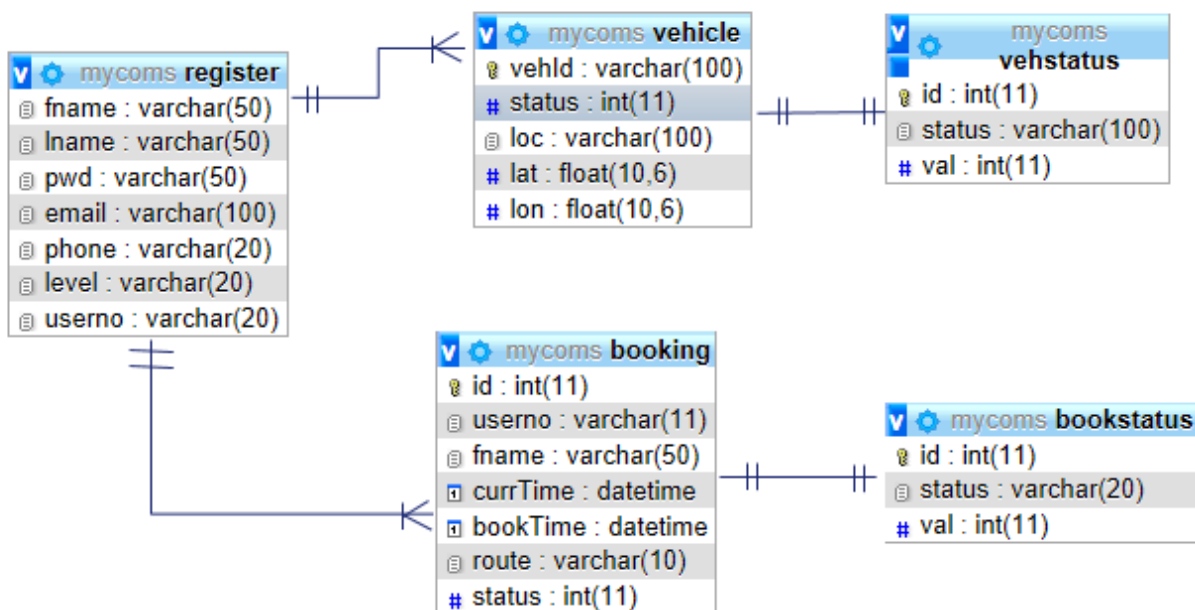 mycoms register
fname : varchar(50)
lname : varchar(50)
pwd : varchar(50)
email : varchar(100)
phone : varchar(20)
level : varchar(20)
userno : varchar(20)
v mycoms vehicle
vehId : varchar(100)
# status : int(11)
loc : varchar(100)
# lat : float(10,6)
# lon : float(10,6)
v mycoms
vehstatus
id : int(11)
status : varchar(100)
# val : int(11)
v mycoms booking
id : int(11)
userno : varchar(11)
fname : varchar(50)
currTime : datetime
bookTime : datetime
route : varchar(10)
# status : int(11)
v mycoms bookstatus
id : int(11)
status : varchar(20)
# val : int(11)